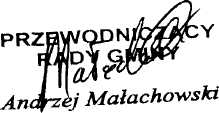 PRZEWODNICZĄCY
RADY GMINY
Andrzej Małachowski